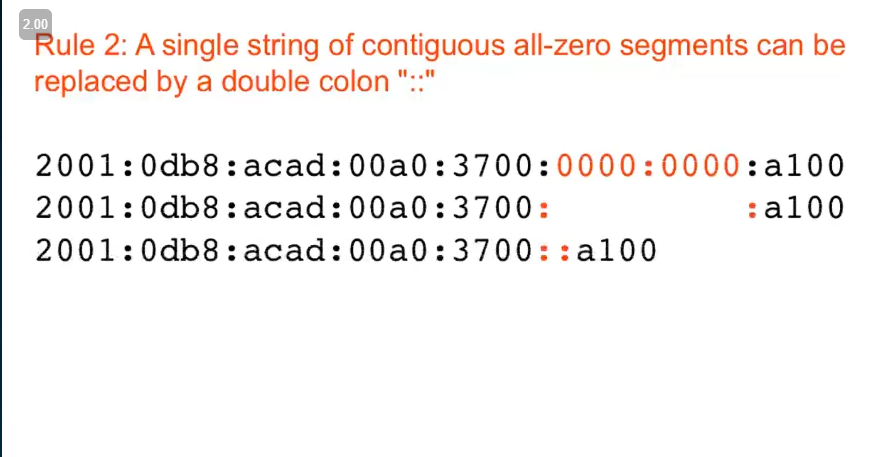 2.00
Rule 2: A single string of contiguous all-zero segments can be
replaced by a double colon "::"
2001:0db8:acad:00a0:3700:0000:0000:a100
2001:0db8:acad:00a0:3700: :a100
2001:0db8:acad:00a0:3700::a100